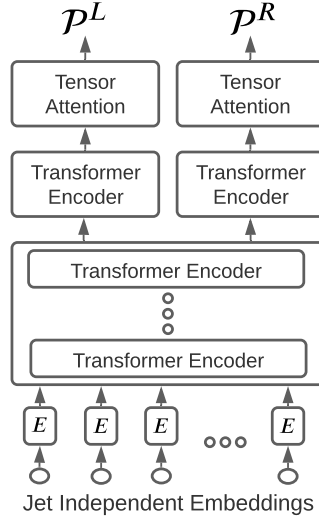 𝒫^L 𝒫^R
Tensor Attention Tensor Attention
Transformer Encoder Transformer Encoder
Transformer Encoder
Transformer Encoder
E E E E
Jet Independent Embeddings